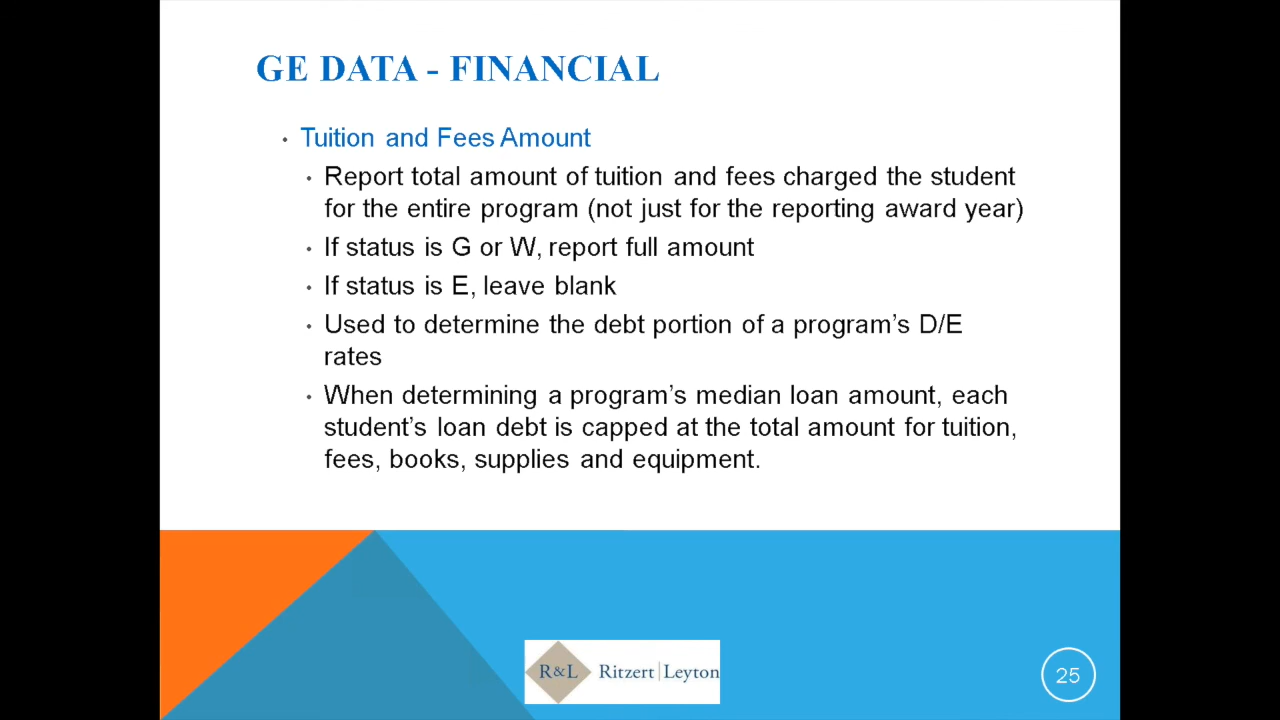 GE DATA - FINANCIAL
• Tuition and Fees Amount
• Report total amount of tuition and fees charged the student
for the entire program (not just for the reporting award year)
• If status is G or W, report full amount
• If status is E, leave blank
• Used to determine the debt portion of a program's D/E
rates
• When determining a program's median loan amount, each
student's loan debt is capped at the total amount for tuition,
fees, books, supplies and equipment.
R&L Ritzert|Leyton
25